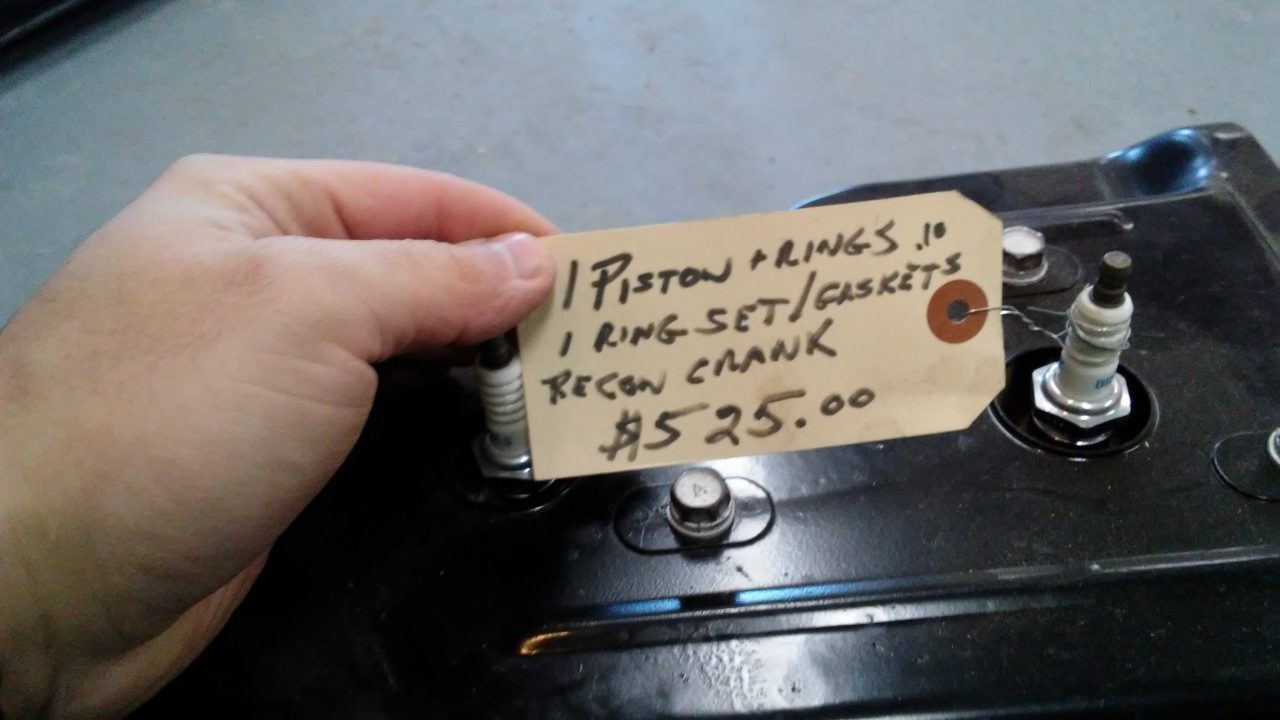 1 PISTON + RINGS .10
1 RING SET/GASKETS
RECON CRANK
$525.00